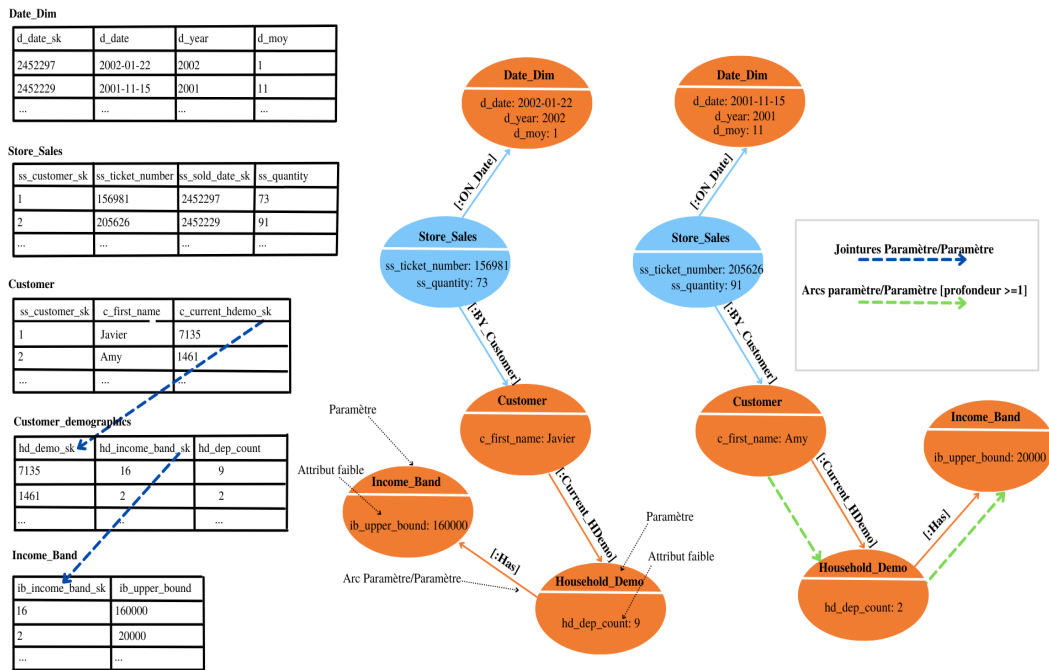 Date_Dim
d_date_sk d_date d_year d_moy
2452297 2002-01-22 2002 1
2452229 2001-11-15 2001 11
... ... ... ...
Store_Sales
ss_customer_sk ss_ticket_number ss_sold_date_sk ss_quantity
1 156981 2452297 73
2 205626 2452229 91
... ... ... ...
Customer
ss_customer_sk c_first_name c_current_hdemo_sk
1 Javier 7135
2 Amy 1461
... ... ...
Customer_demographics
hd_demo_sk hd_income_band_sk hd_dep_count
7135 16 9
1461 2 2
... ... ...
Income_Band
ib_income_band_sk ib_upper_bound
16 160000
2 20000
... ...
Date_Dim
d_date: 2002-01-22
d_year: 2002
d_moy: 1
[:ON_Date]
Store_Sales
ss_ticket_number: 156981
ss_quantity: 73
[:BY_Customer]
Customer
c_first_name: Javier
[:Current_HDemo]
Paramètre
Attribut faible
Income_Band
ib_upper_bound: 160000
[:Has]
Arc Paramètre/Paramètre
Paramètre
Attribut faible
Household_Demo
hd_dep_count: 9
Date_Dim
d_date: 2001-11-15
d_year: 2001
d_moy: 11
[:ON_Date]
Store_Sales
ss_ticket_number: 205626
ss_quantity: 91
[:BY_Customer]
Customer
c_first_name: Amy
[:Current_HDemo]
Income_Band
ib_upper_bound: 20000
[:Has]
Household_Demo
hd_dep_count: 2
Jointures Paramètre/Paramètre
Arcs paramètre/Paramètre [profondeur >=1]